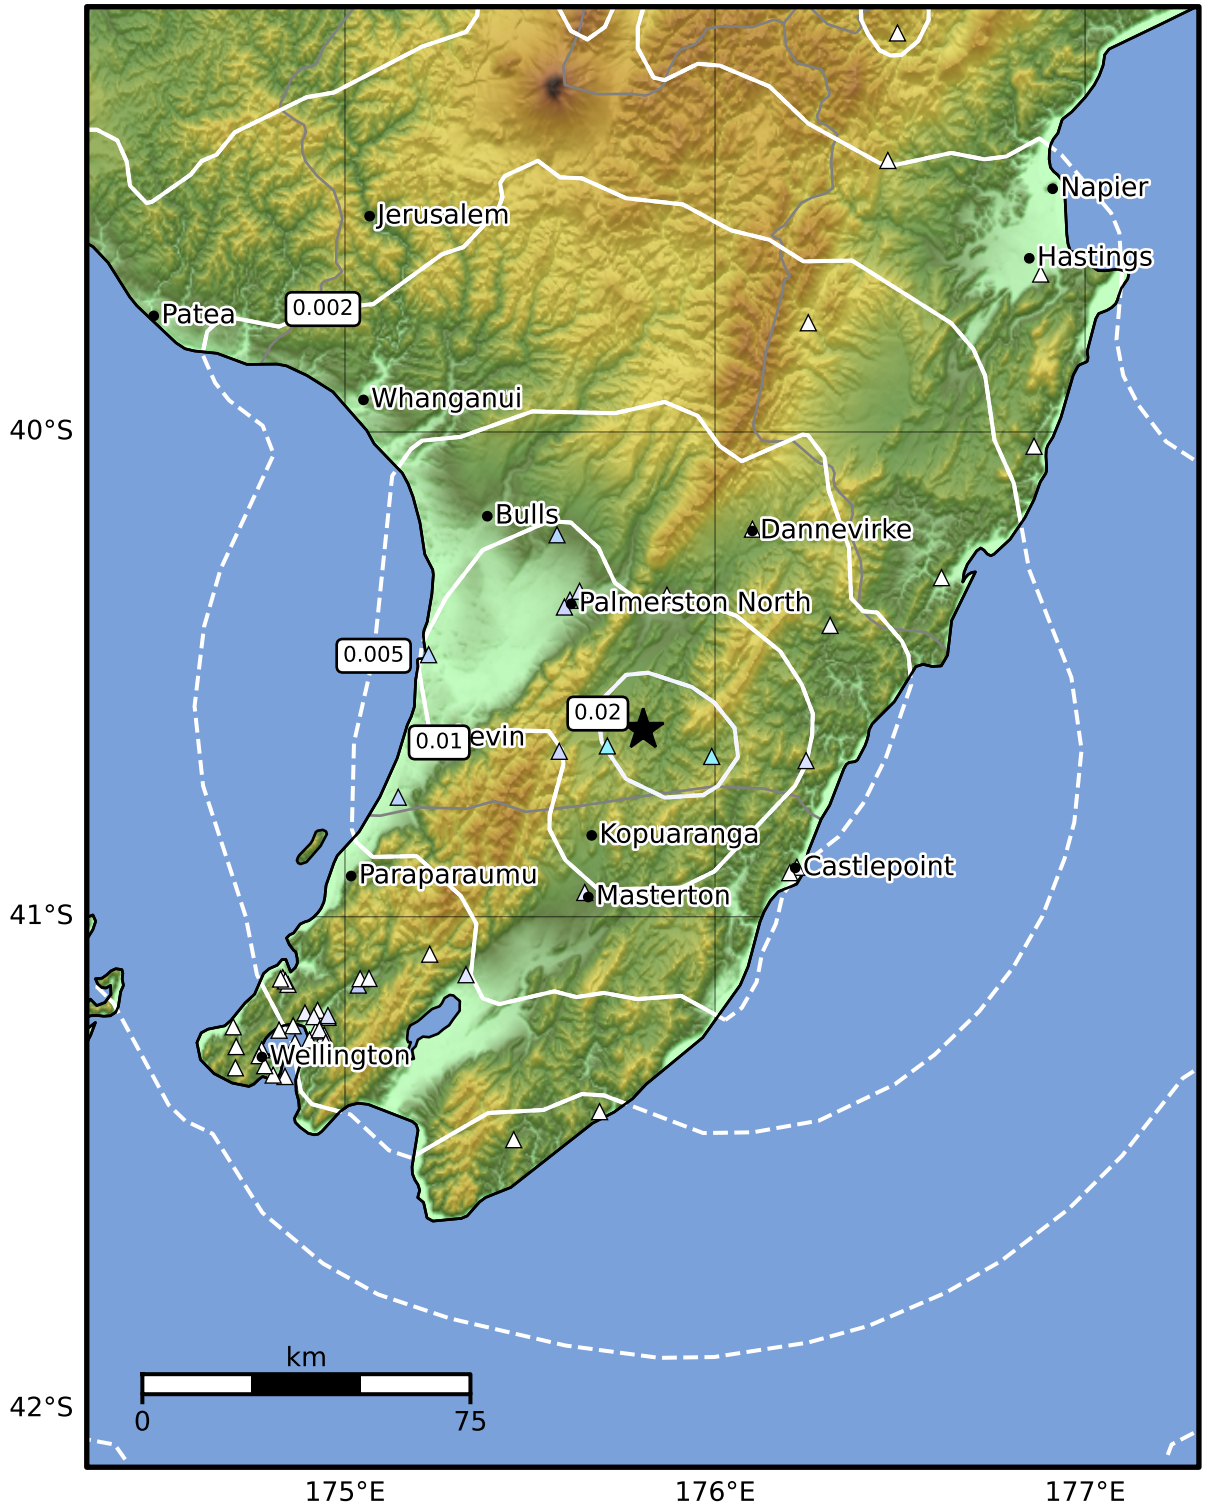 Napier
Jerusalem
Hastings
0.002
Patea
Whanganui
40°S
Bulls
Dannevirke
Palmerston North
0.005
0.02
0.01
evin
Kopuaranga
Castlepoint
Paraparaumu
Masterton
41°S
Wellington
km
0 75
42°S
175°E 176°E 177°E